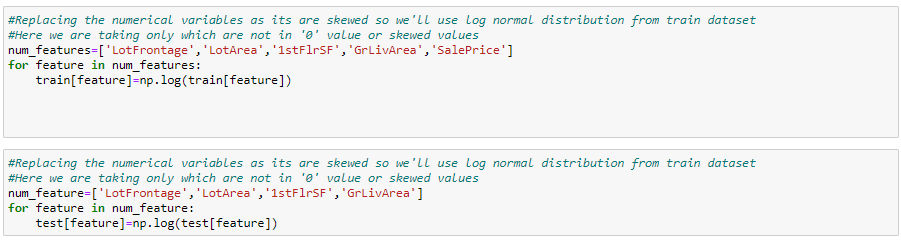 #Replacing the numerical variables as its are skewed so we'll use log normal distribution from train dataset
#Here we are taking only which are not in '0' value or skewed values
num_features=['LotFrontage','LotArea','1stFlrSF','GrLivArea','SalePrice']
for feature in num_features:
    train[feature]=np.log(train[feature])
#Replacing the numerical variables as its are skewed so we'll use log normal distribution from train dataset
#Here we are taking only which are not in '0' value or skewed values
num_feature=['LotFrontage','LotArea','1stFlrSF','GrLivArea']
for feature in num_feature:
    test[feature]=np.log(test[feature])